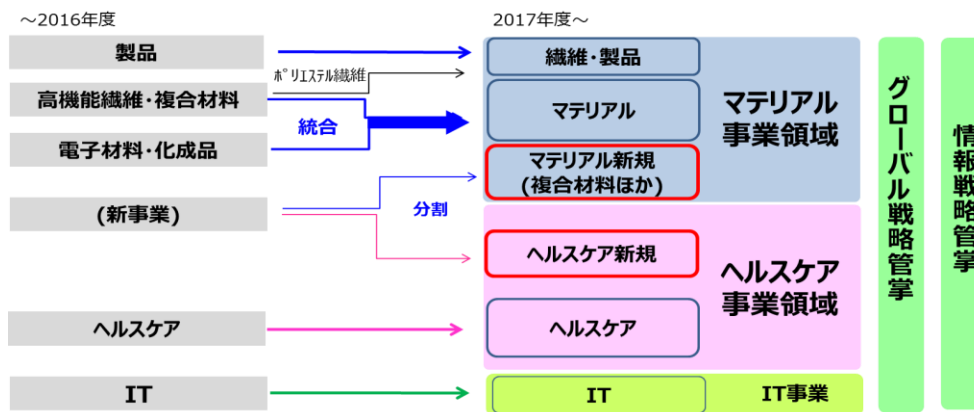 ～2016年度
2017年度～
製品
ﾎﾟﾘｴｽﾃﾙ繊維
高機能繊維・複合材料
統合
電子材料・化成品
(新事業)
分割
ヘルスケア
IT
繊維・製品
マテリアル
マテリアル新規
(複合材料ほか)
マテリアル
事業領域
ヘルスケア新規
ヘルスケア
ヘルスケア
事業領域
IT
IT事業
グローバル戦略管掌
情報戦略管掌